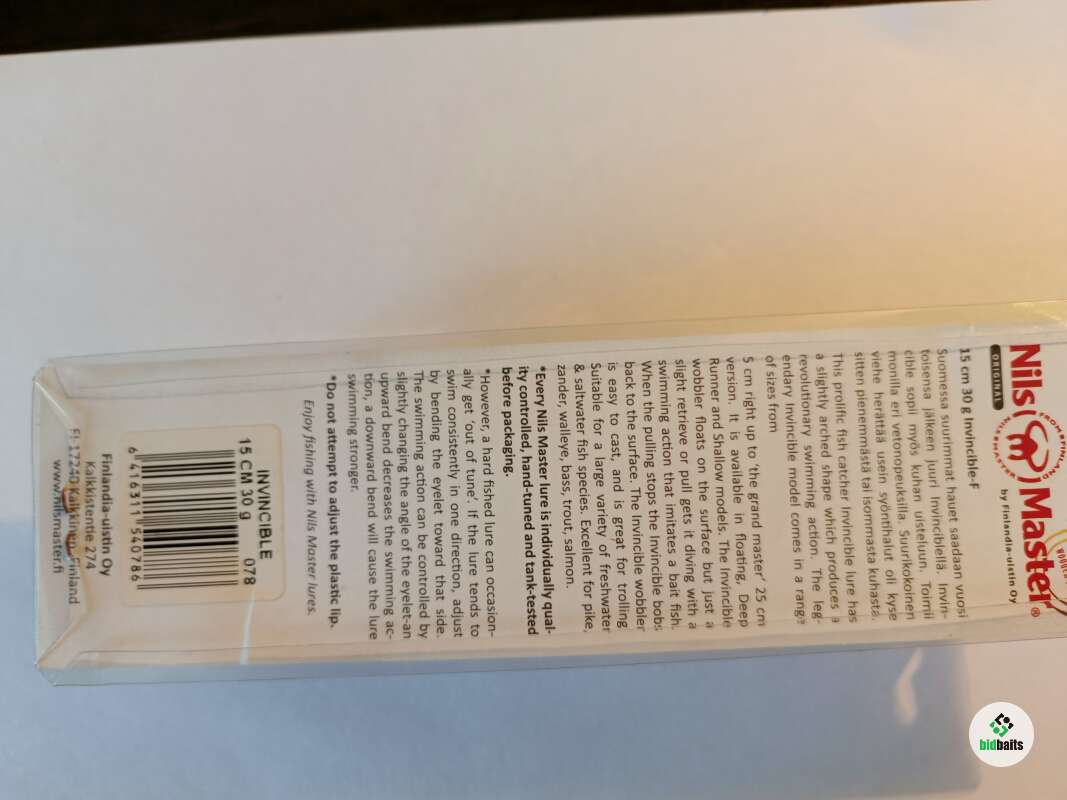 Nils Master®
ORIGINAL
by Finlandia-uistin Oy
15 cm 30 g Invincible-F
Suomessa suurimmat hauet saadaan vuosi
toisensa jälkeen juuri Invinciblellä. Invin-
cible sopii myös kuhan uisteluun. Toimii
monilla eri vetonopeuksilla. Suurikokoinen
viehe herättää usein syöntihalut oli kyse
sitten pienemmästä tai isommasta kuhasta.
This prolific fish catcher Invincible lure has
a slightly arched shape which produces a
revolutionary swimming action. The leg-
endary Invincible model comes in a range
of sizes from
5 cm right up to ‘the grand master’ 25 cm
version. It is available in floating, Deep
Runner and Shallow models. The Invincible
wobbler floats on the surface but just a
slight retrieve or pull gets it diving with a
swimming action that imitates a bait fish.
When the pulling stops the Invincible bobs
back to the surface. The Invincible wobbler
is easy to cast, and is great for trolling
Suitable for a large variety of freshwater
& saltwater fish species. Excellent for pike,
zander, walleye, bass, trout, salmon.
*Every Nils Master lure is individually qual-
ity controlled, hand-tuned and tank-tested
before packaging.
*However, a hard fished lure can occasion-
ally get ‘out of tune’. If the lure tends to
swim consistently in one direction, adjust
by bending the eyelet toward that side.
The swimming action can be controlled by
slightly changing the angle of the eyelet-an
upward bend decreases the swimming ac-
tion, a downward bend will cause the lure
swimming stronger.
*Do not attempt to adjust the plastic lip.
Enjoy fishing with Nils Master lures.
INVINCIBLE
15 CM 30 g 078
6 416311 540786
Finlandia-uistin Oy
Kalkkistentie 274
FI 17240 Kalkkinen, Finland
www.nilsmaster.fi
bidbaits